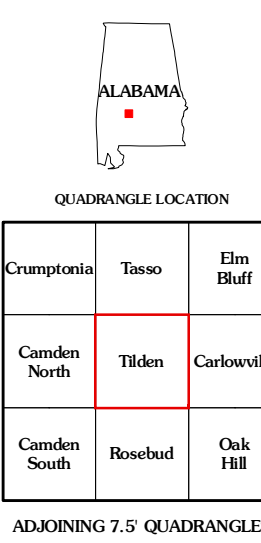 ALABAMA
QUADRANGLE LOCATION
Crumptonia Tasso Elm
Bluff
Camden
North Tilden Carlowvil
Camden
South Rosebud Oak
Hill
ADJOINING 7.5' QUADRANGLE